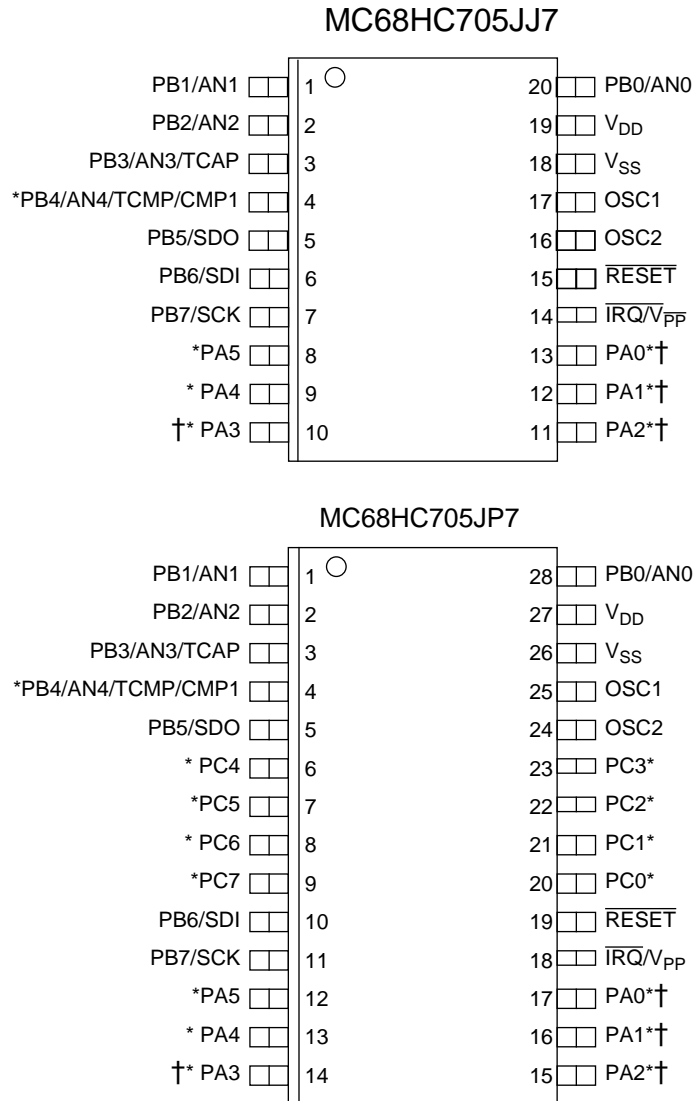 MC68HC705JJ7
PB1/AN1 1 20 PB0/AN0
PB2/AN2 2 19 VDD
PB3/AN3/TCAP 3 18 VSS
*PB4/AN4/TCMP/CMP1 4 17 OSC1
PB5/SDO 5 16 OSC2
PB6/SDI 6 15 RESET
PB7/SCK 7 14 IRQ/VPP
*PA5 8 13 PA0*†
* PA4 9 12 PA1*†
†* PA3 10 11 PA2*†
MC68HC705JP7
PB1/AN1 1 28 PB0/AN0
PB2/AN2 2 27 VDD
PB3/AN3/TCAP 3 26 VSS
*PB4/AN4/TCMP/CMP1 4 25 OSC1
PB5/SDO 5 24 OSC2
* PC4 6 23 PC3*
*PC5 7 22 PC2*
* PC6 8 21 PC1*
*PC7 9 20 PC0*
PB6/SDI 10 19 RESET
PB7/SCK 11 18 IRQ/VPP
*PA5 12 17 PA0*†
* PA4 13 16 PA1*†
†* PA3 14 15 PA2*†